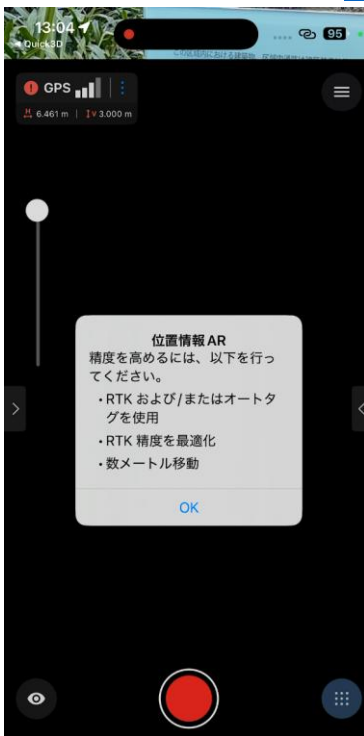 13:04
95
◀ Quick3D
GPS
H 6.461 m | V 3.000 m
位置情報 AR
精度を高めるには、以下を行っ
てください。
・RTK および/またはオートタ
グを使用
・RTK 精度を最適化
・数メートル移動
OK